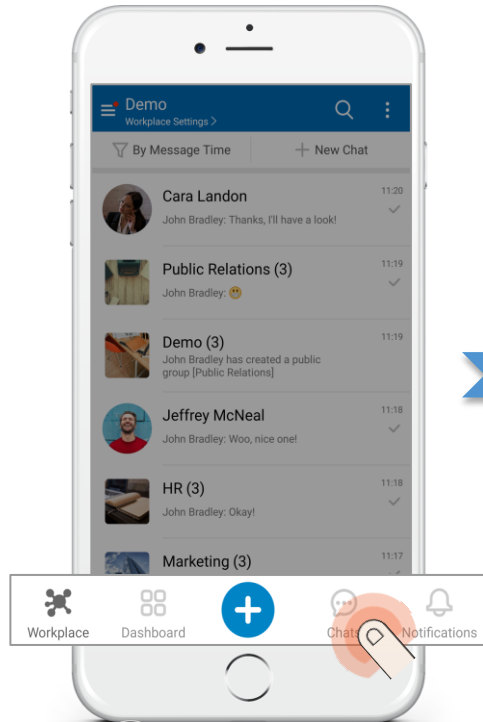 Demo
Workplace Settings >
By Message Time
+ New Chat
Cara Landon
11:20
John Bradley: Thanks, I'll have a look!
Public Relations (3)
11:19
John Bradley: 😬
Demo (3)
11:19
John Bradley has created a public
group [Public Relations]
Jeffrey McNeal
11:18
John Bradley: Woo, nice one!
HR (3)
11:18
John Bradley: Okay!
Marketing (3)
11:17
Workplace
Dashboard
Chats
Notifications